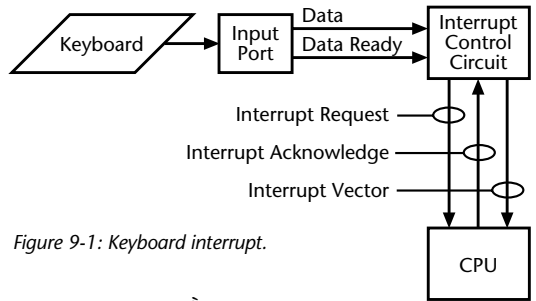 Keyboard
Input
Port
Data
Data Ready
Interrupt
Control
Circuit
Interrupt Request
Interrupt Acknowledge
Interrupt Vector
Figure 9-1: Keyboard interrupt.
CPU